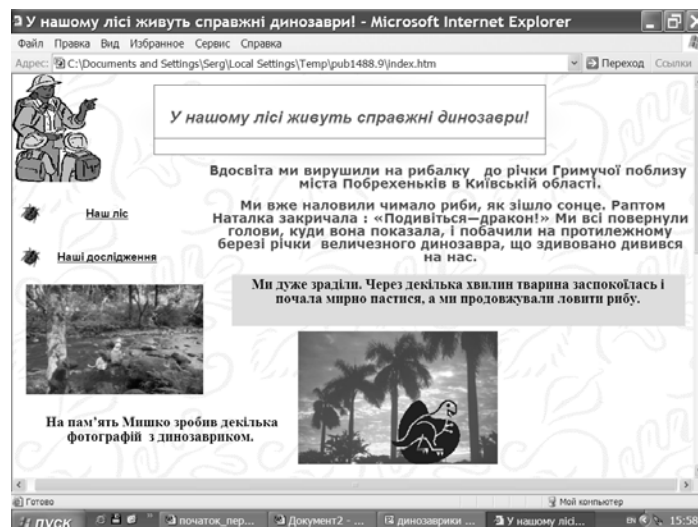 У нашому лісі живуть справжні динозаври! - Microsoft Internet Explorer
Файл Правка Вид Избранное Сервис Справка
Адрес: C:\Documents and Settings\Serg\Local Settings\Temp\pub1488.9\index.htm Переход Ссылки
У нашому лісі живуть справжні динозаври!
Вдосвіта ми вирушили на рибалку до річки Гримучої поблизу
міста Побрехеньків в Київській області.
Ми вже наловили чимало риби, як зішло сонце. Раптом
Наталка закричала : «Подивіться—дракон!» Ми всі повернули
голови, куди вона показала, і побачили на протилежному
березі річки величезного динозавра, що здивовано дивився
на нас.
Наш ліс
Наші дослідження
Ми дуже зраділи. Через декілька хвилин тварина заспокоїлась і
почала мирно пастися, а ми продовжували ловити рибу.
На пам'ять Мишко зробив декілька
фотографій з динозавриком.
Готово Мой компьютер
пуск початок_пер... Документ2 - ... динозаврики ... У нашому лісі... EN 15:58